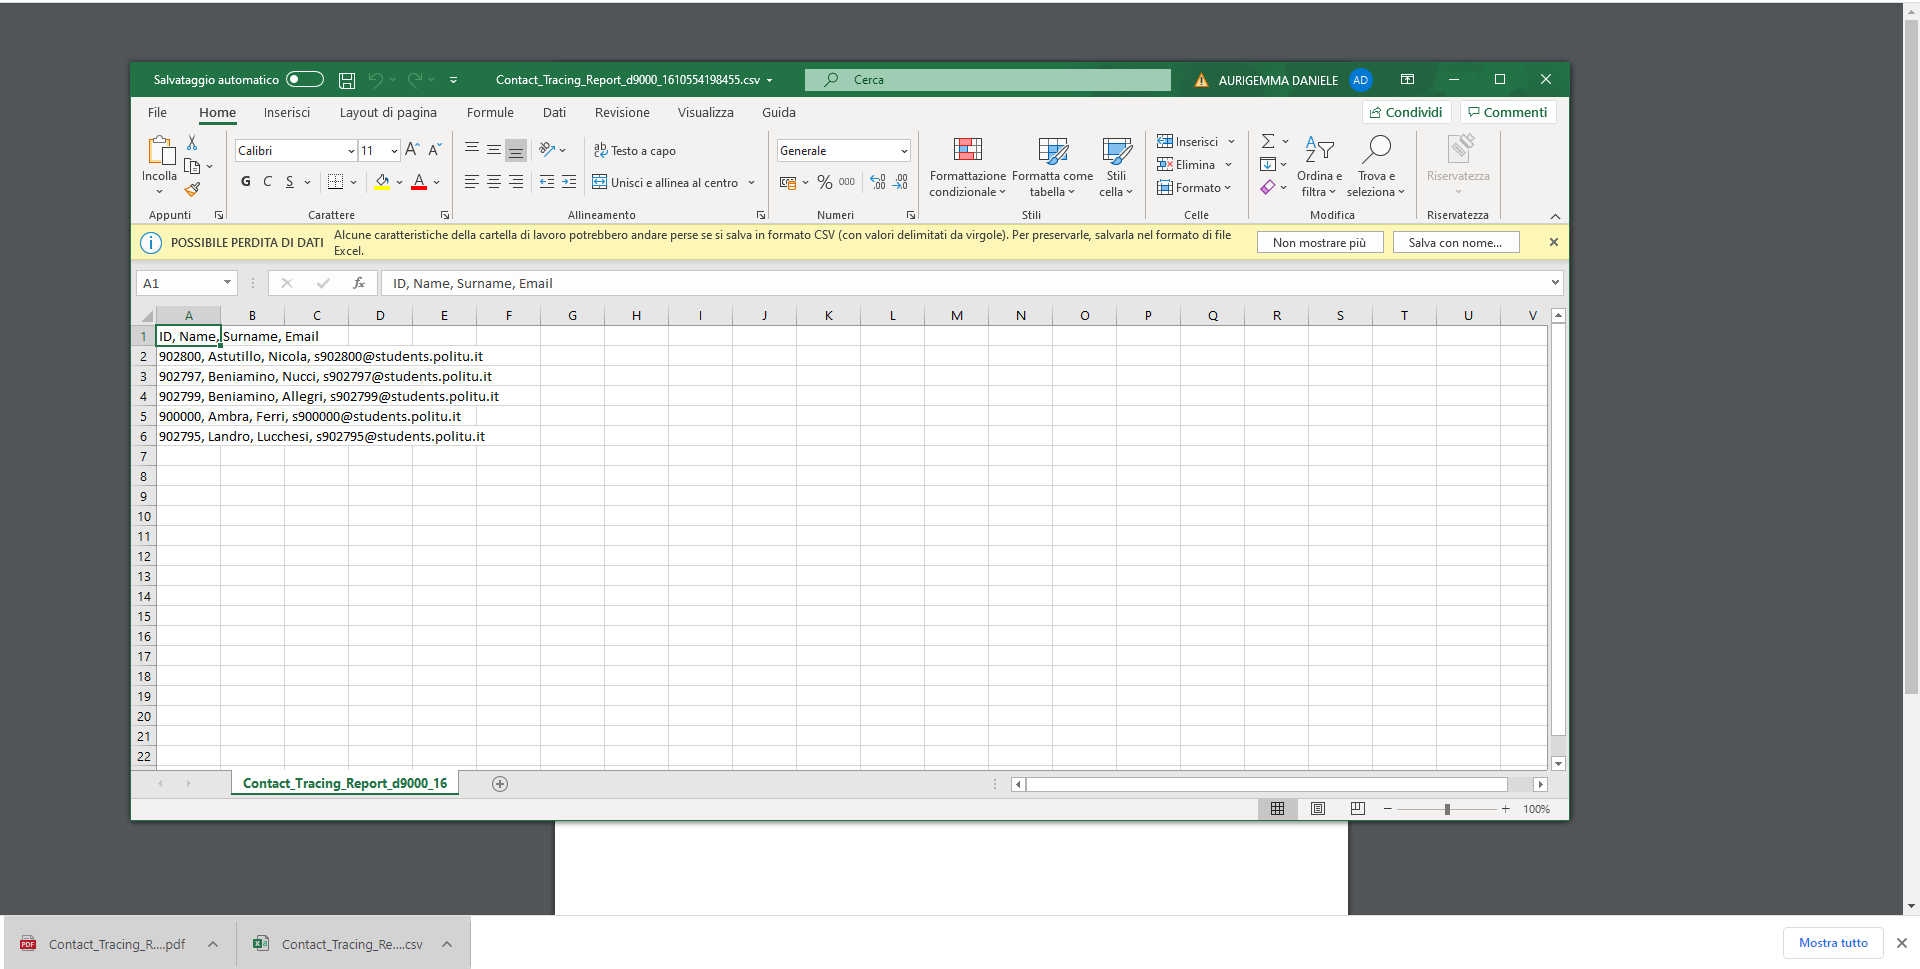 Salvataggio automatico Contact_Tracing_Report_d9000_1610554198455.csv Cerca AURIGEMMA DANIELE AD
File Home Inserisci Layout di pagina Formule Dati Revisione Visualizza Guida Condividi Commenti
Incolla
Appunti
Calibri 11
G C S
Carattere
Testo a capo
Unisci e allinea al centro
Allineamento
Generale
% 000
Numeri
Formattazione condizionale
Formatta come tabella
Stili cella
Stili
Inserisci
Elimina
Formato
Celle
Ordina e filtra
Trova e seleziona
Modifica
Riservatezza
Riservatezza
POSSIBILE PERDITA DI DATI
Alcune caratteristiche della cartella di lavoro potrebbero andare perse se si salva in formato CSV (con valori delimitati da virgole). Per preservarle, salvarla nel formato di file
Excel.
Non mostrare più Salva con nome...
A1 fx ID, Name, Surname, Email
A B C D E F G H I J K L M N O P Q R S T U V
1 ID, Name, Surname, Email
2 902800, Astutillo, Nicola, s902800@students.politu.it
3 902797, Beniamino, Nucci, s902797@students.politu.it
4 902799, Beniamino, Allegri, s902799@students.politu.it
5 900000, Ambra, Ferri, s900000@students.politu.it
6 902795, Landro, Lucchesi, s902795@students.politu.it
7
8
9
10
11
12
13
14
15
16
17
18
19
20
21
22
Contact_Tracing_Report_d9000_16
100%
Contact_Tracing_R....pdf Contact_Tracing_Re....csv Mostra tutto